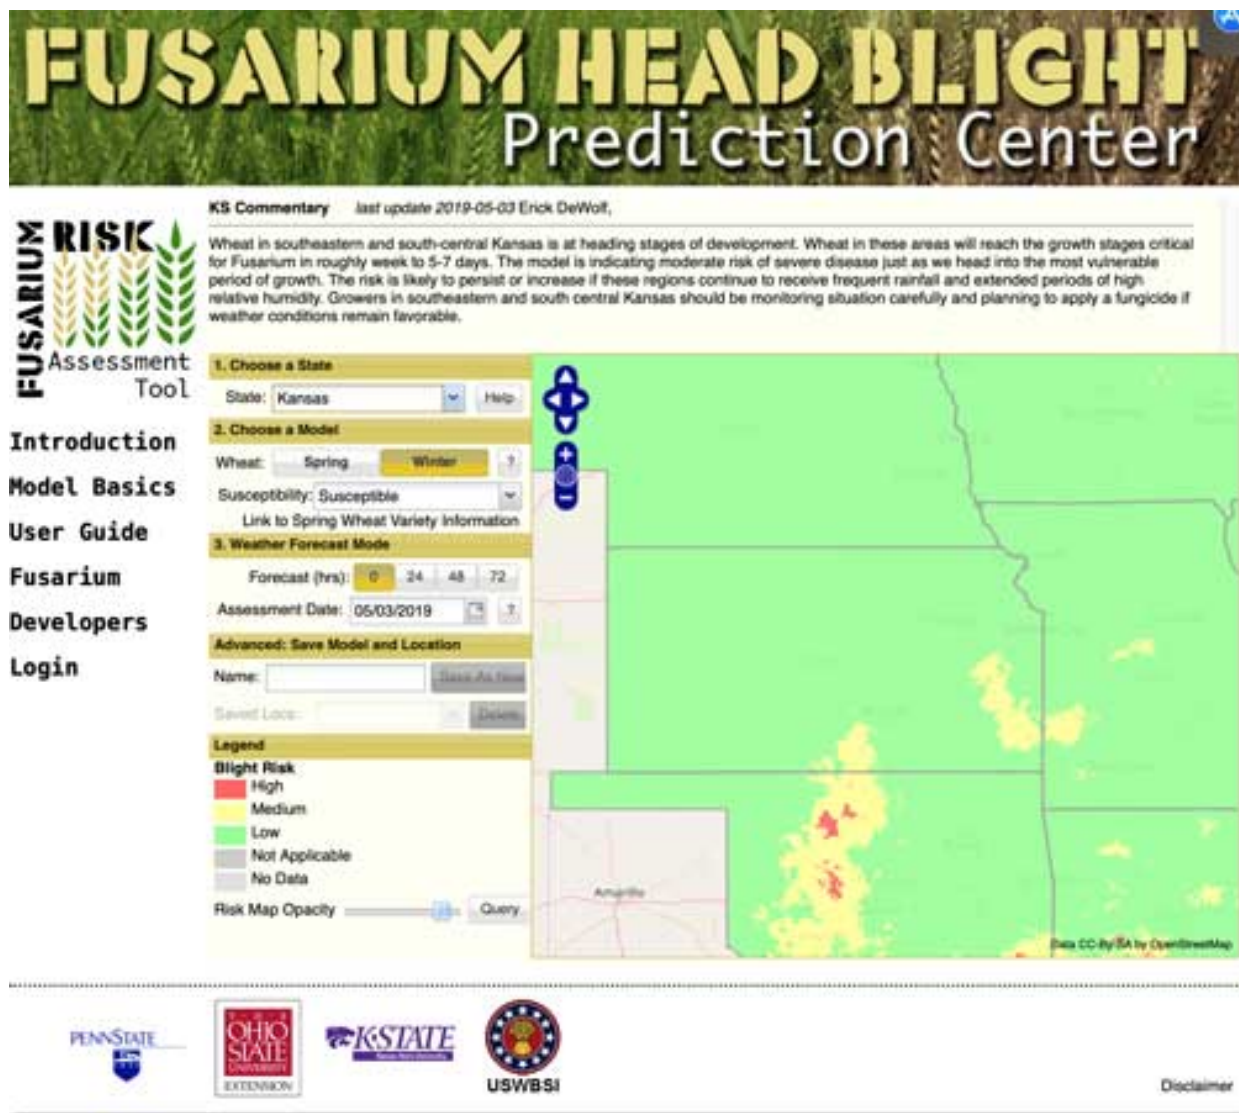 FUSARIUM HEAD BLIGHT
Prediction Center
FUSARIUM
RISK
Assessment
Tool
Introduction
Model Basics
User Guide
Fusarium
Developers
Login
KS Commentary last update 2019-05-03 Erick DeWolf,
Wheat in southeastern and south-central Kansas is at heading stages of development. Wheat in these areas will reach the growth stages critical
for Fusarium in roughly week to 5-7 days. The model is indicating moderate risk of severe disease just as we head into the most vulnerable
period of growth. The risk is likely to persist or increase if these regions continue to receive frequent rainfall and extended periods of high
relative humidity. Growers in southeastern and south central Kansas should be monitoring situation carefully and planning to apply a fungicide if
weather conditions remain favorable.
1. Choose a State
State: Kansas Help
2. Choose a Model
Wheat: Spring Winter ?
Susceptibility: Susceptible
Link to Spring Wheat Variety Information
3. Weather Forecast Mode
Forecast (hrs): 0 24 48 72
Assessment Date: 05/03/2019 ?
Advanced: Save Model and Location
Name: Save As New
Saved Locs: Delete
Legend
Blight Risk
High
Medium
Low
Not Applicable
No Data
Risk Map Opacity Query
Amarillo
Data CC-By-SA by OpenStreetMap
PENNSTATE
THE
OHIO
STATE
UNIVERSITY
EXTENSION
K-STATE
USWBSI
Disclaimer